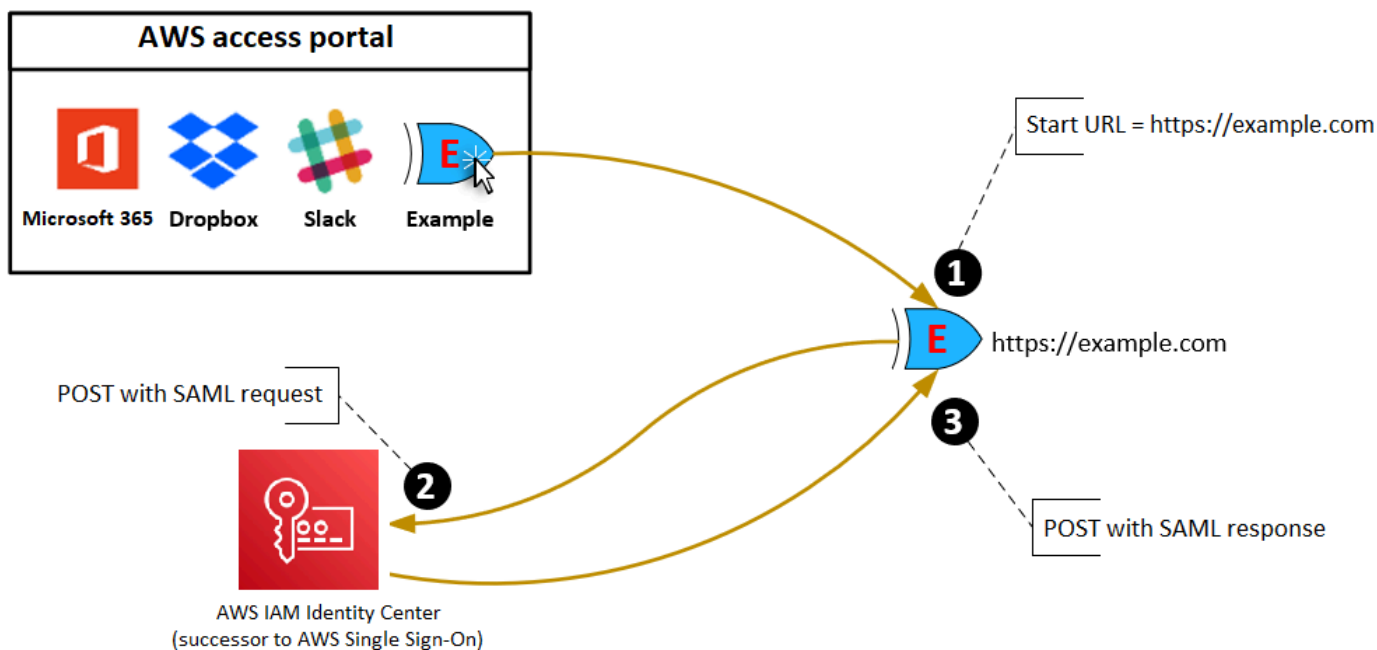 AWS access portal
E
Microsoft 365
Dropbox
Slack
Example
Start URL = https://example.com
1
E
https://example.com
POST with SAML request
2
3
POST with SAML response
AWS IAM Identity Center
(successor to AWS Single Sign-On)